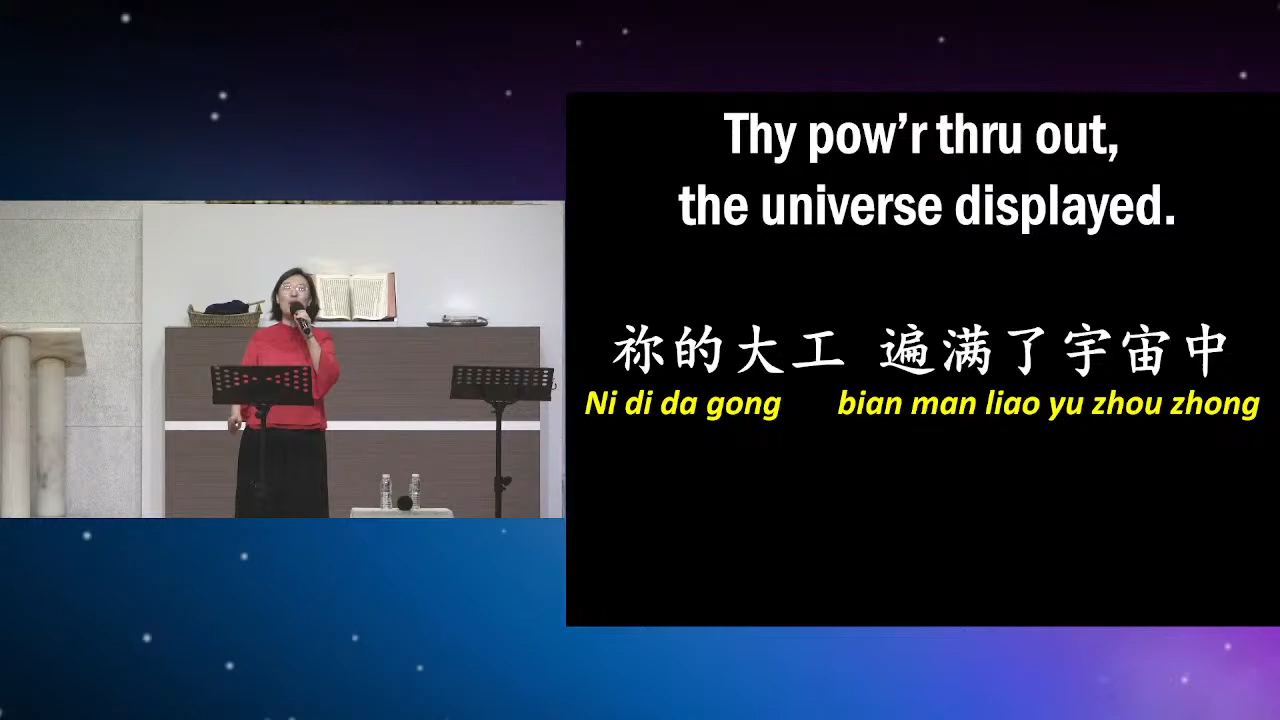 Thy pow’r thru out,
the universe displayed.
祢的大工 遍满了宇宙中
Ni di da gong bian man liao yu zhou zhong